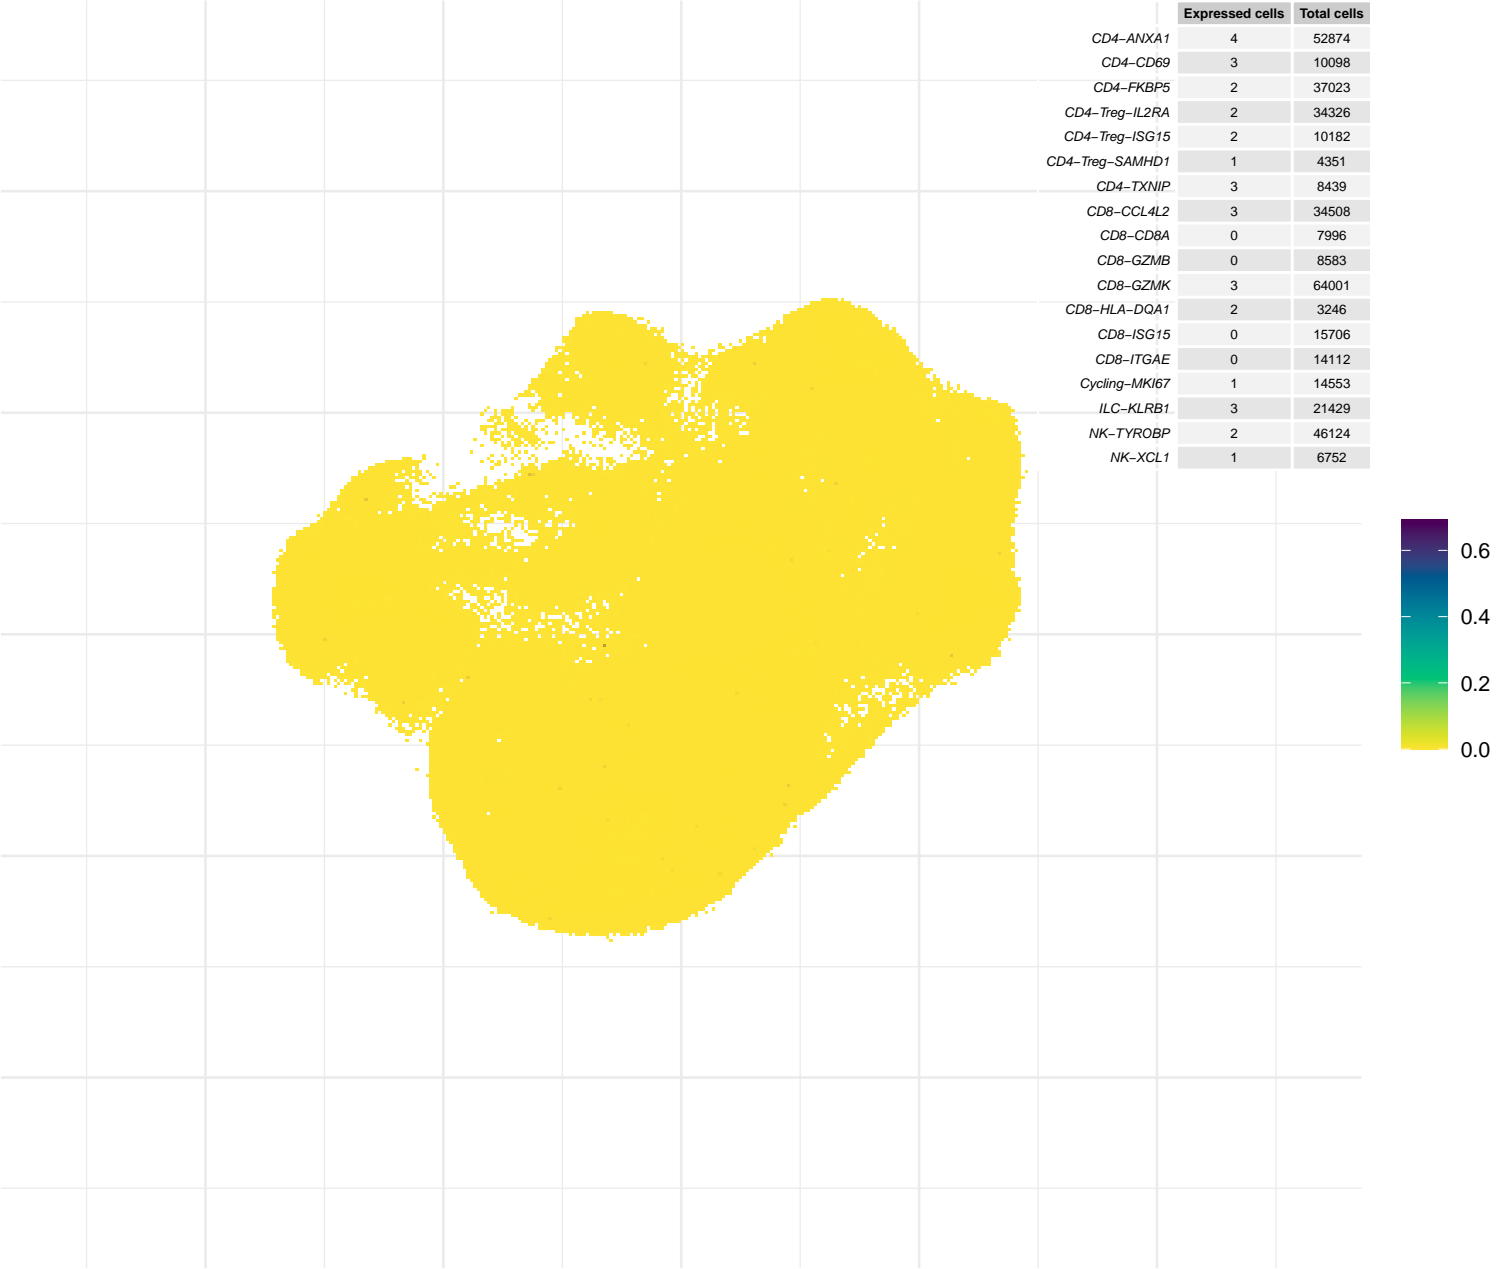 Expressed cells Total cells
CD4−ANXA1 4 52874
CD4−CD69 3 10098
CD4−FKBP5 2 37023
CD4−Treg−IL2RA 2 34326
CD4−Treg−ISG15 2 10182
CD4−Treg−SAMHD1 1 4351
CD4−TXNIP 3 8439
CD8−CCL4L2 3 34508
CD8−CD8A 0 7996
CD8−GZMB 0 8583
CD8−GZMK 3 64001
CD8−HLA−DQA1 2 3246
CD8−ISG15 0 15706
CD8−ITGAE 0 14112
Cycling−MKI67 1 14553
ILC−KLRB1 3 21429
NK−TYROBP 2 46124
NK−XCL1 1 6752
0.6
0.4
0.2
0.0